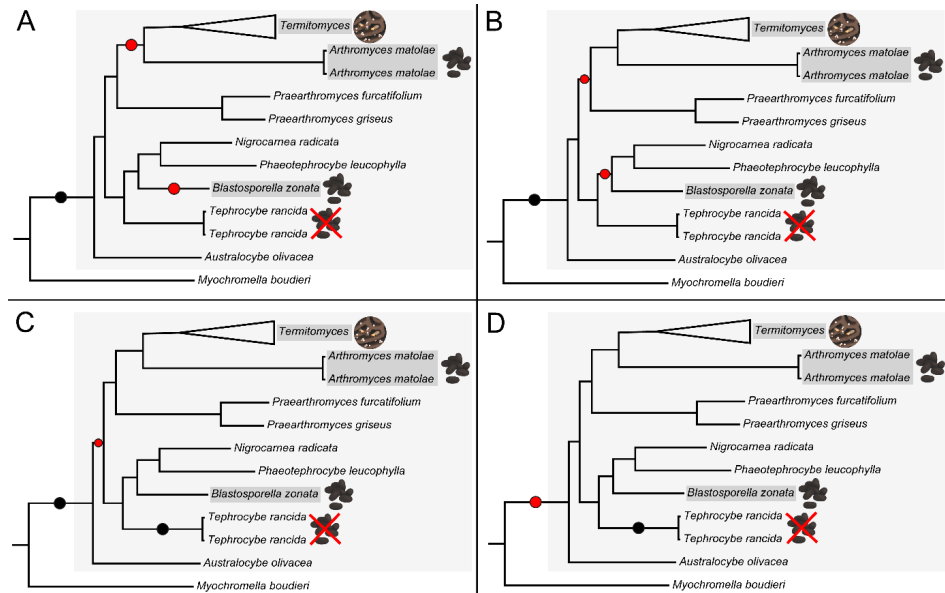 A
Termitomyces
Arthromyces matolae
Arthromyces matolae
Praearthromyces furcatifolium
Praearthromyces griseus
Nigrocarnea radicata
Phaeotephrocybe leucophylla
Blastosporella zonata
Tephrocybe rancida
Tephrocybe rancida
Australocybe olivacea
Myochromella boudieri
B
Termitomyces
Arthromyces matolae
Arthromyces matolae
Praearthromyces furcatifolium
Praearthromyces griseus
Nigrocarnea radicata
Phaeotephrocybe leucophylla
Blastosporella zonata
Tephrocybe rancida
Tephrocybe rancida
Australocybe olivacea
Myochromella boudieri
C
Termitomyces
Arthromyces matolae
Arthromyces matolae
Praearthromyces furcatifolium
Praearthromyces griseus
Nigrocarnea radicata
Phaeotephrocybe leucophylla
Blastosporella zonata
Tephrocybe rancida
Tephrocybe rancida
Australocybe olivacea
Myochromella boudieri
D
Termitomyces
Arthromyces matolae
Arthromyces matolae
Praearthromyces furcatifolium
Praearthromyces griseus
Nigrocarnea radicata
Phaeotephrocybe leucophylla
Blastosporella zonata
Tephrocybe rancida
Tephrocybe rancida
Australocybe olivacea
Myochromella boudieri